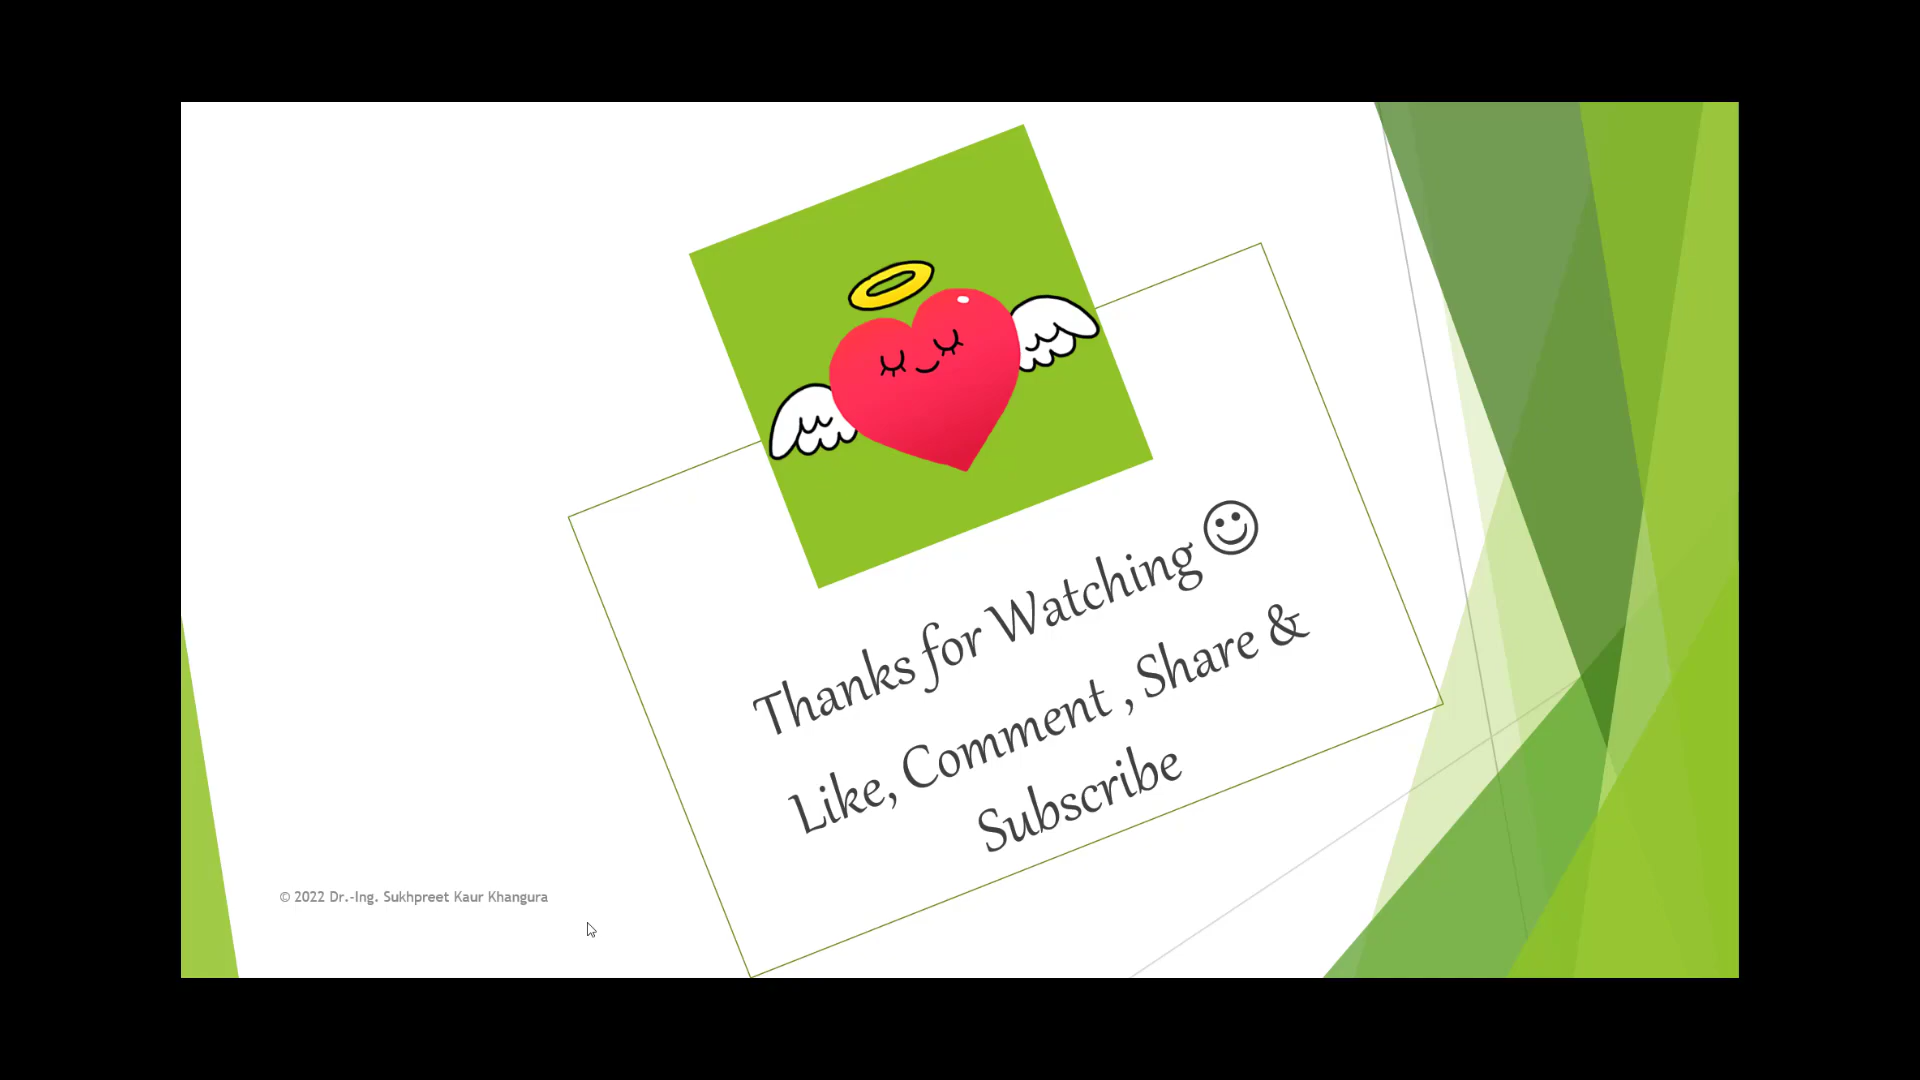 Thanks for Watching ☺
Like, Comment , Share &
Subscribe
© 2022 Dr.-Ing. Sukhpreet Kaur Khangura